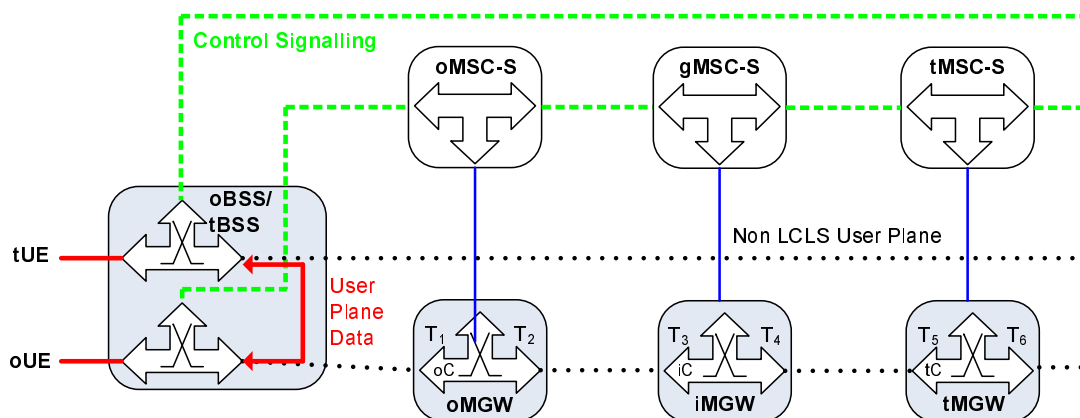 Control Signalling
oMSC-S
gMSC-S
tMSC-S
oBSS/
tBSS
Non LCLS User Plane
tUE
User
Plane
Data
T1
T2
T3
T4
T5
T6
oUE
oC
iC
tC
oMGW
iMGW
tMGW